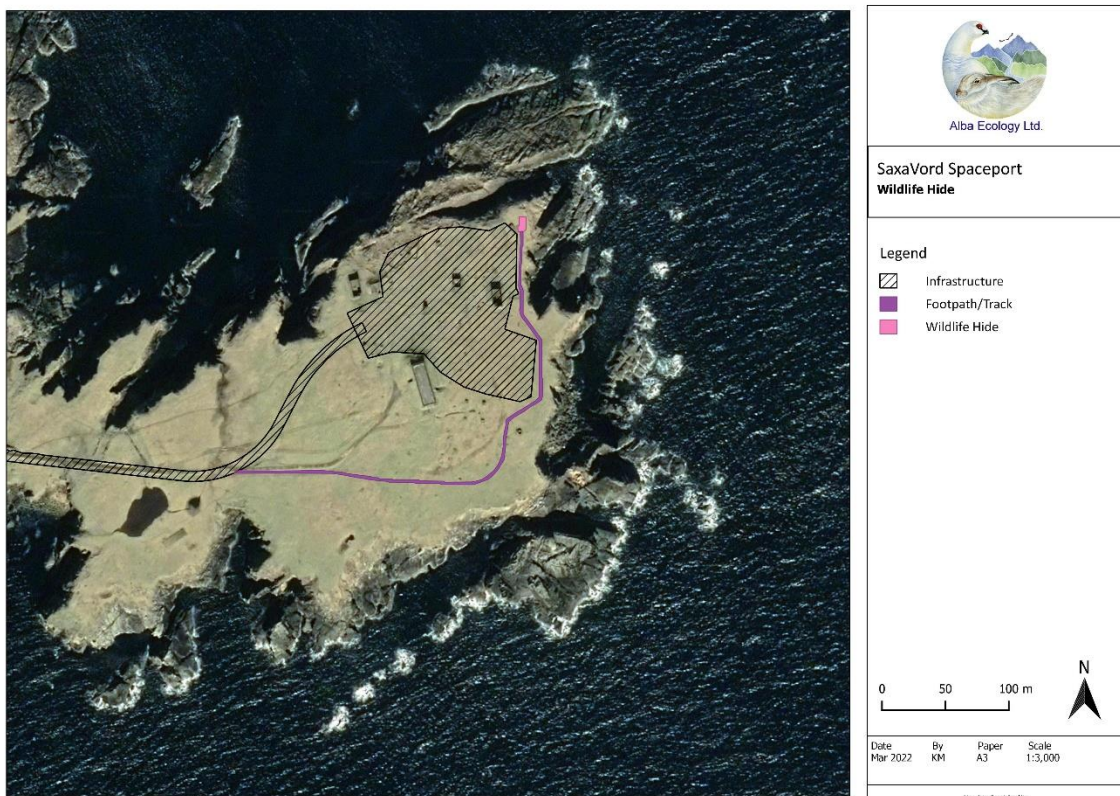 Alba Ecology Ltd.
SaxaVord Spaceport
Wildlife Hide
Legend
Infrastructure
Footpath/Track
Wildlife Hide
N
0 50 100 m
Date By Paper Scale
Mar 2022 KM A3 1:3,000